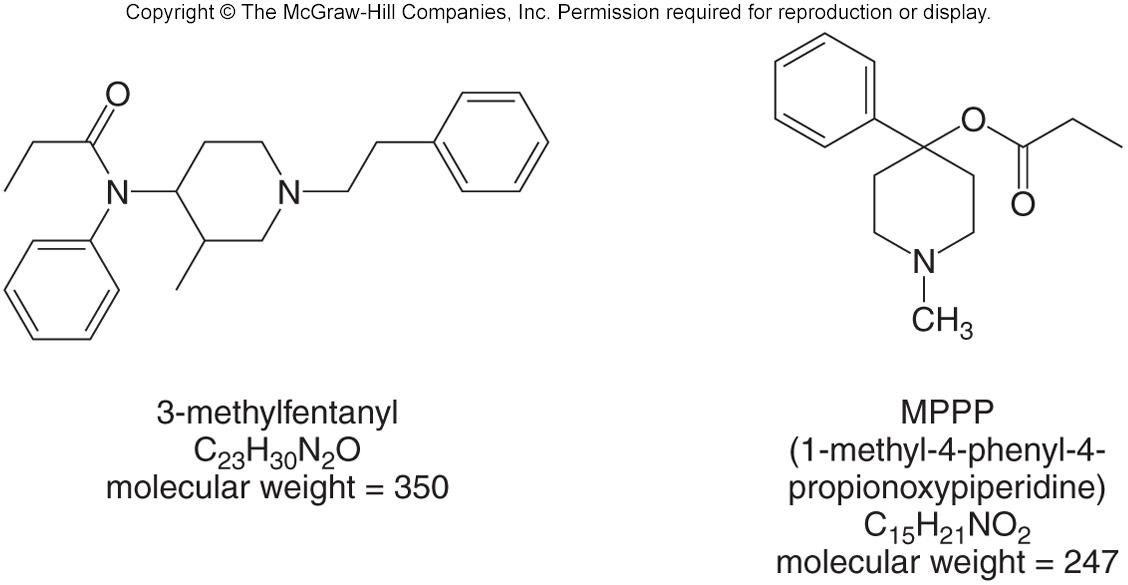 Copyright © The McGraw-Hill Companies, Inc. Permission required for reproduction or display.
O
N
N
3-methylfentanyl
C₂₃H₃₀N₂O
molecular weight = 350
O
O
N
CH₃
MPPP
(1-methyl-4-phenyl-4-
propionoxypiperidine)
C₁₅H₂₁NO₂
molecular weight = 247